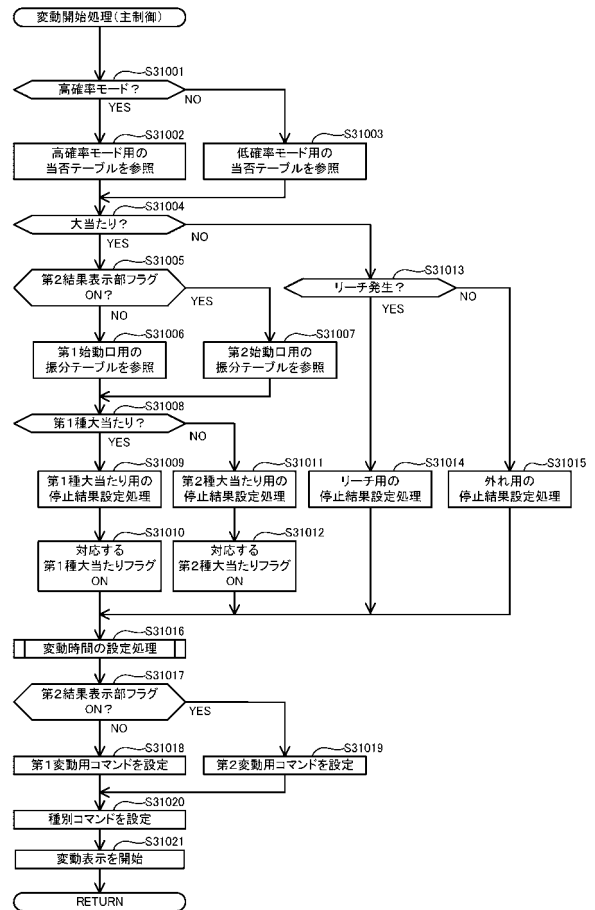 変動開始処理(主制御)
S31001
高確率モード?
YES
NO
S31002
高確率モード用の
当否テーブルを参照
S31003
低確率モード用の
当否テーブルを参照
S31004
大当たり?
YES
NO
S31005
第2結果表示部フラグ
ON?
NO
YES
S31013
リーチ発生?
YES
NO
S31006
第1始動口用の
振分テーブルを参照
S31007
第2始動口用の
振分テーブルを参照
S31008
第1種大当たり?
YES
NO
S31009
第1種大当たり用の
停止結果設定処理
S31011
第2種大当たり用の
停止結果設定処理
S31014
リーチ用の
停止結果設定処理
S31015
外れ用の
停止結果設定処理
S31010
対応する
第1種大当たりフラグ
ON
S31012
対応する
第2種大当たりフラグ
ON
S31016
変動時間の設定処理
S31017
第2結果表示部フラグ
ON?
NO
YES
S31018
第1変動用コマンドを設定
S31019
第2変動用コマンドを設定
S31020
種別コマンドを設定
S31021
変動表示を開始
RETURN